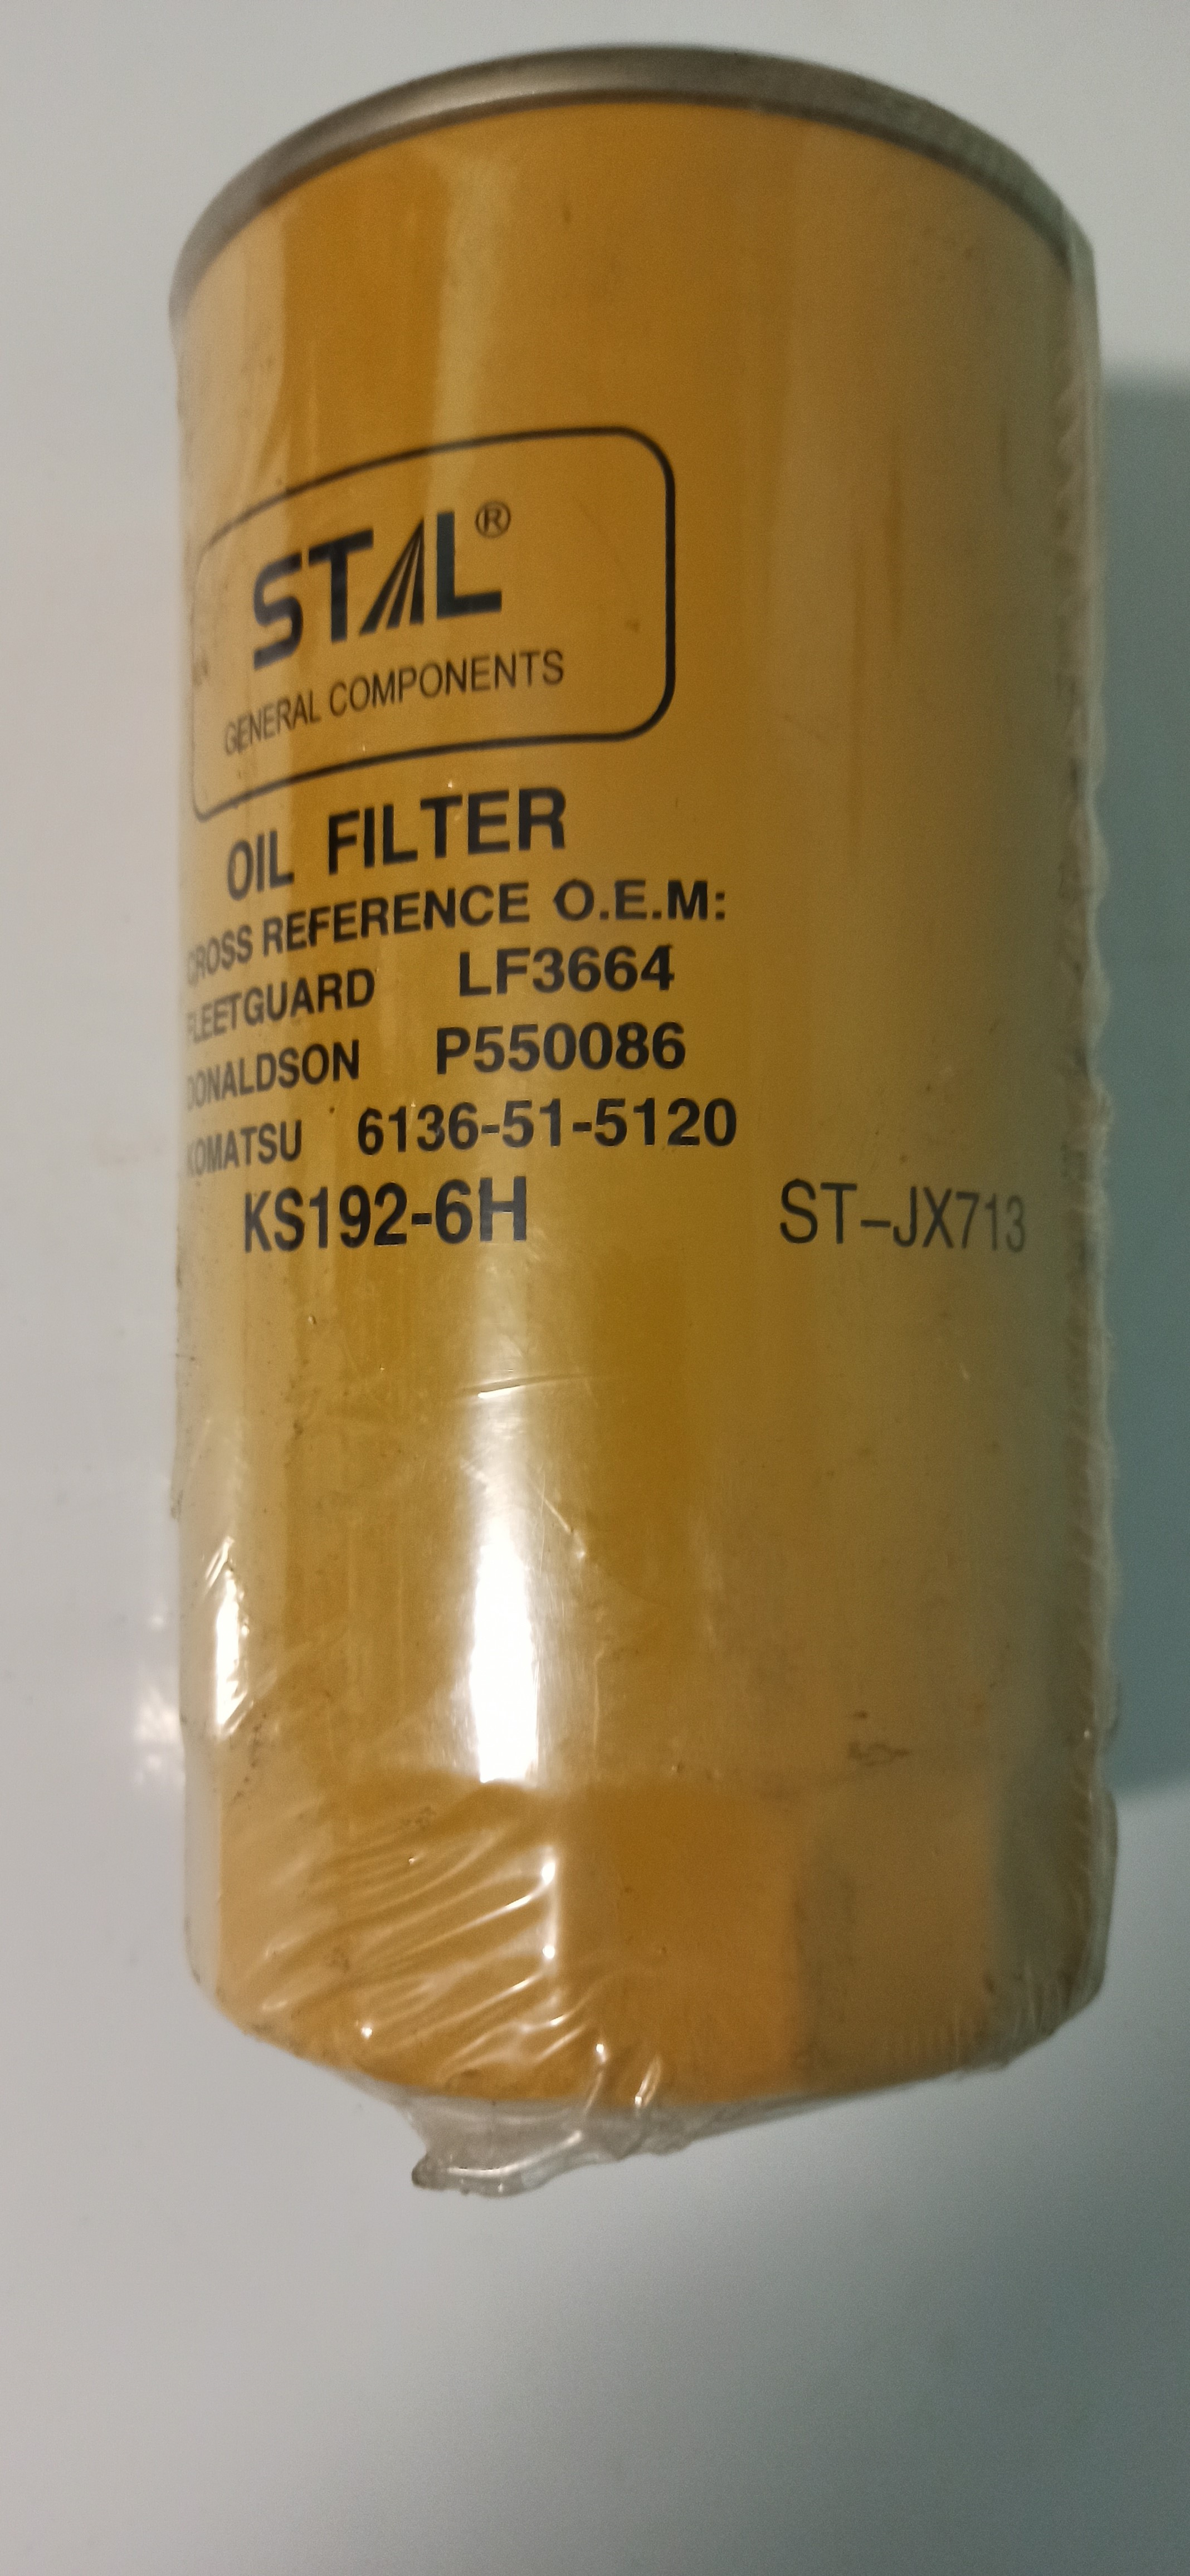 STAL®
GENERAL COMPONENTS
OIL FILTER
CROSS REFERENCE O.E.M:
FLEETGUARD LF3664
DONALDSON P550086
KOMATSU 6136-51-5120
KS192-6H ST-JX713